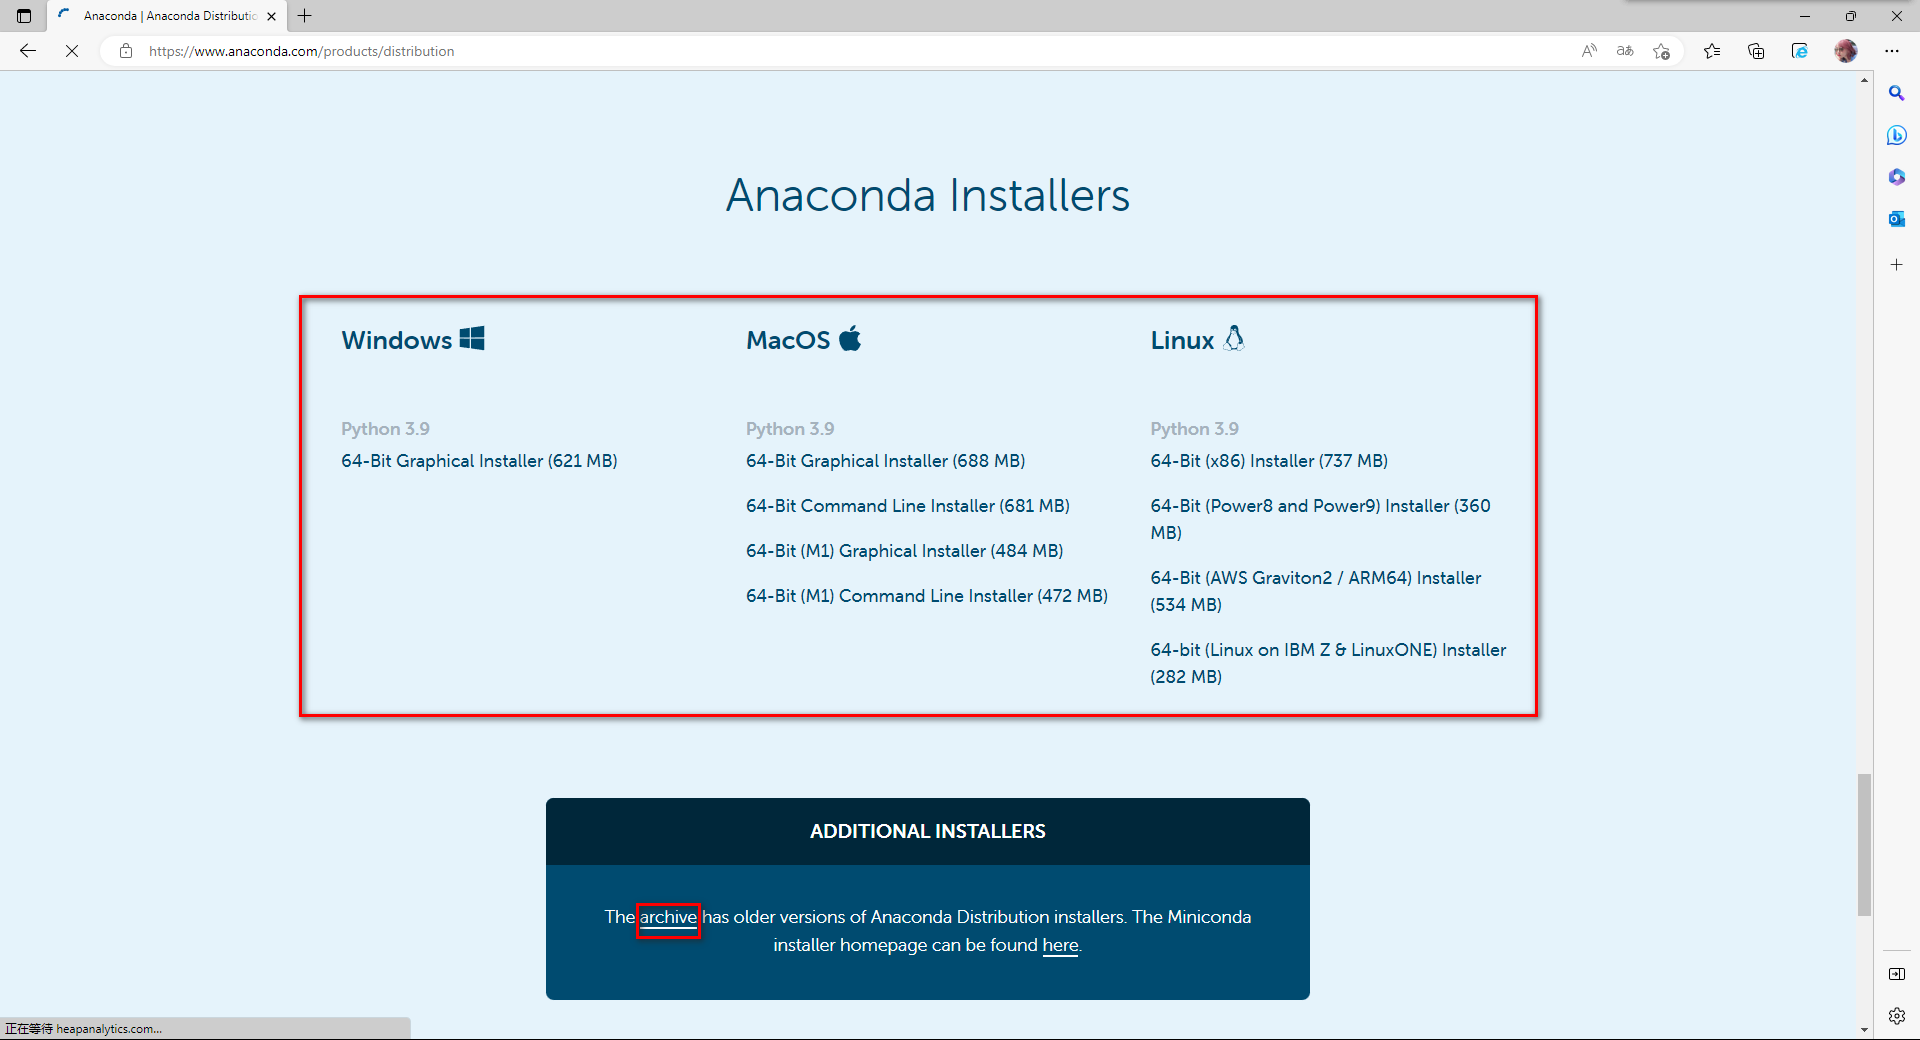 Anaconda | Anaconda Distributio
https://www.anaconda.com/products/distribution
Anaconda Installers
Windows
Python 3.9
64-Bit Graphical Installer (621 MB)
MacOS
Python 3.9
64-Bit Graphical Installer (688 MB)
64-Bit Command Line Installer (681 MB)
64-Bit (M1) Graphical Installer (484 MB)
64-Bit (M1) Command Line Installer (472 MB)
Linux
Python 3.9
64-Bit (x86) Installer (737 MB)
64-Bit (Power8 and Power9) Installer (360
MB)
64-Bit (AWS Graviton2 / ARM64) Installer
(534 MB)
64-bit (Linux on IBM Z & LinuxONE) Installer
(282 MB)
ADDITIONAL INSTALLERS
The archive has older versions of Anaconda Distribution installers. The Miniconda
installer homepage can be found here.
正在等待 heapanalytics.com...